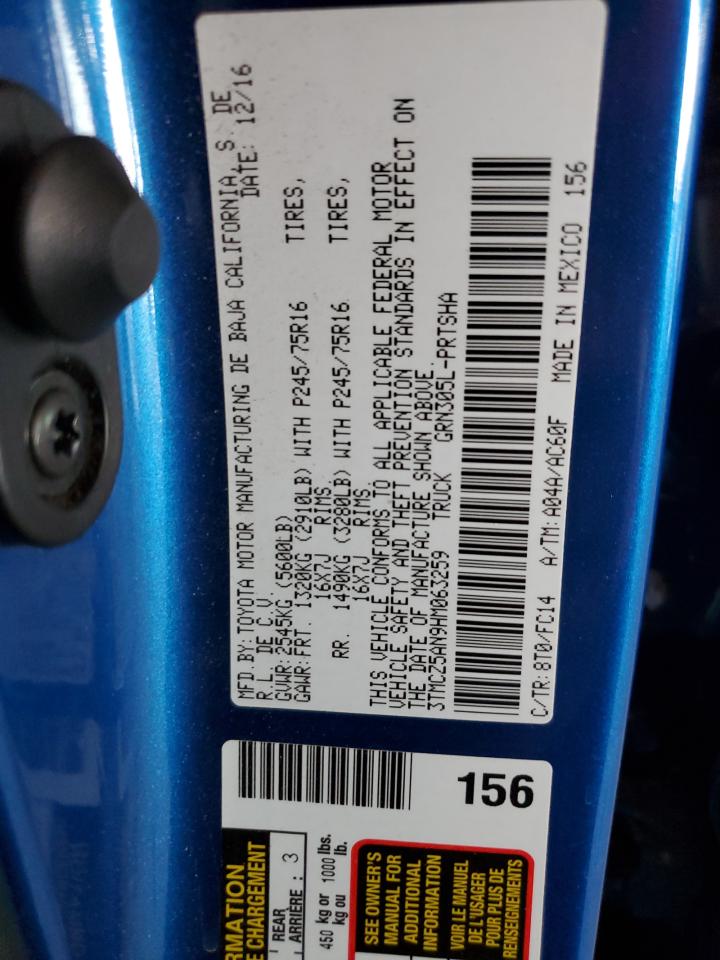 MFD.BY:TOYOTA MOTOR MANUFACTURING DE BAJA CALIFORNIA,S DE
R.L. DE C.V. DATE: 12/16
GVWR:2545KG (5600LB)
GAWR:FRT. 1320KG (2910LB) WITH P245/75R16 TIRES,
16X7J RIMS
RR. 1490KG (3280LB) WITH P245/75R16 TIRES,
16X7J RIMS
THIS VEHICLE CONFORMS TO ALL APPLICABLE FEDERAL MOTOR
VEHICLE SAFETY AND THEFT PREVENTION STANDARDS IN EFFECT ON
THE DATE OF MANUFACTURE SHOWN ABOVE.
3TMCZ5AN9HM063259 TRUCK GRN305L-PRTSHA
C/TR:8T0/FC14 A/TM:A04A/AC60F MADE IN MEXICO 156
156
RMATION
E CHARGEMENT
REAR
ARRIÈRE : 3
450 kg or 1000 lbs.
kg ou lb.
SEE OWNER'S
MANUAL FOR
ADDITIONAL
INFORMATION
VOIR LE MANUEL
DE L'USAGER
POUR PLUS DE
RENSEIGNEMENTS